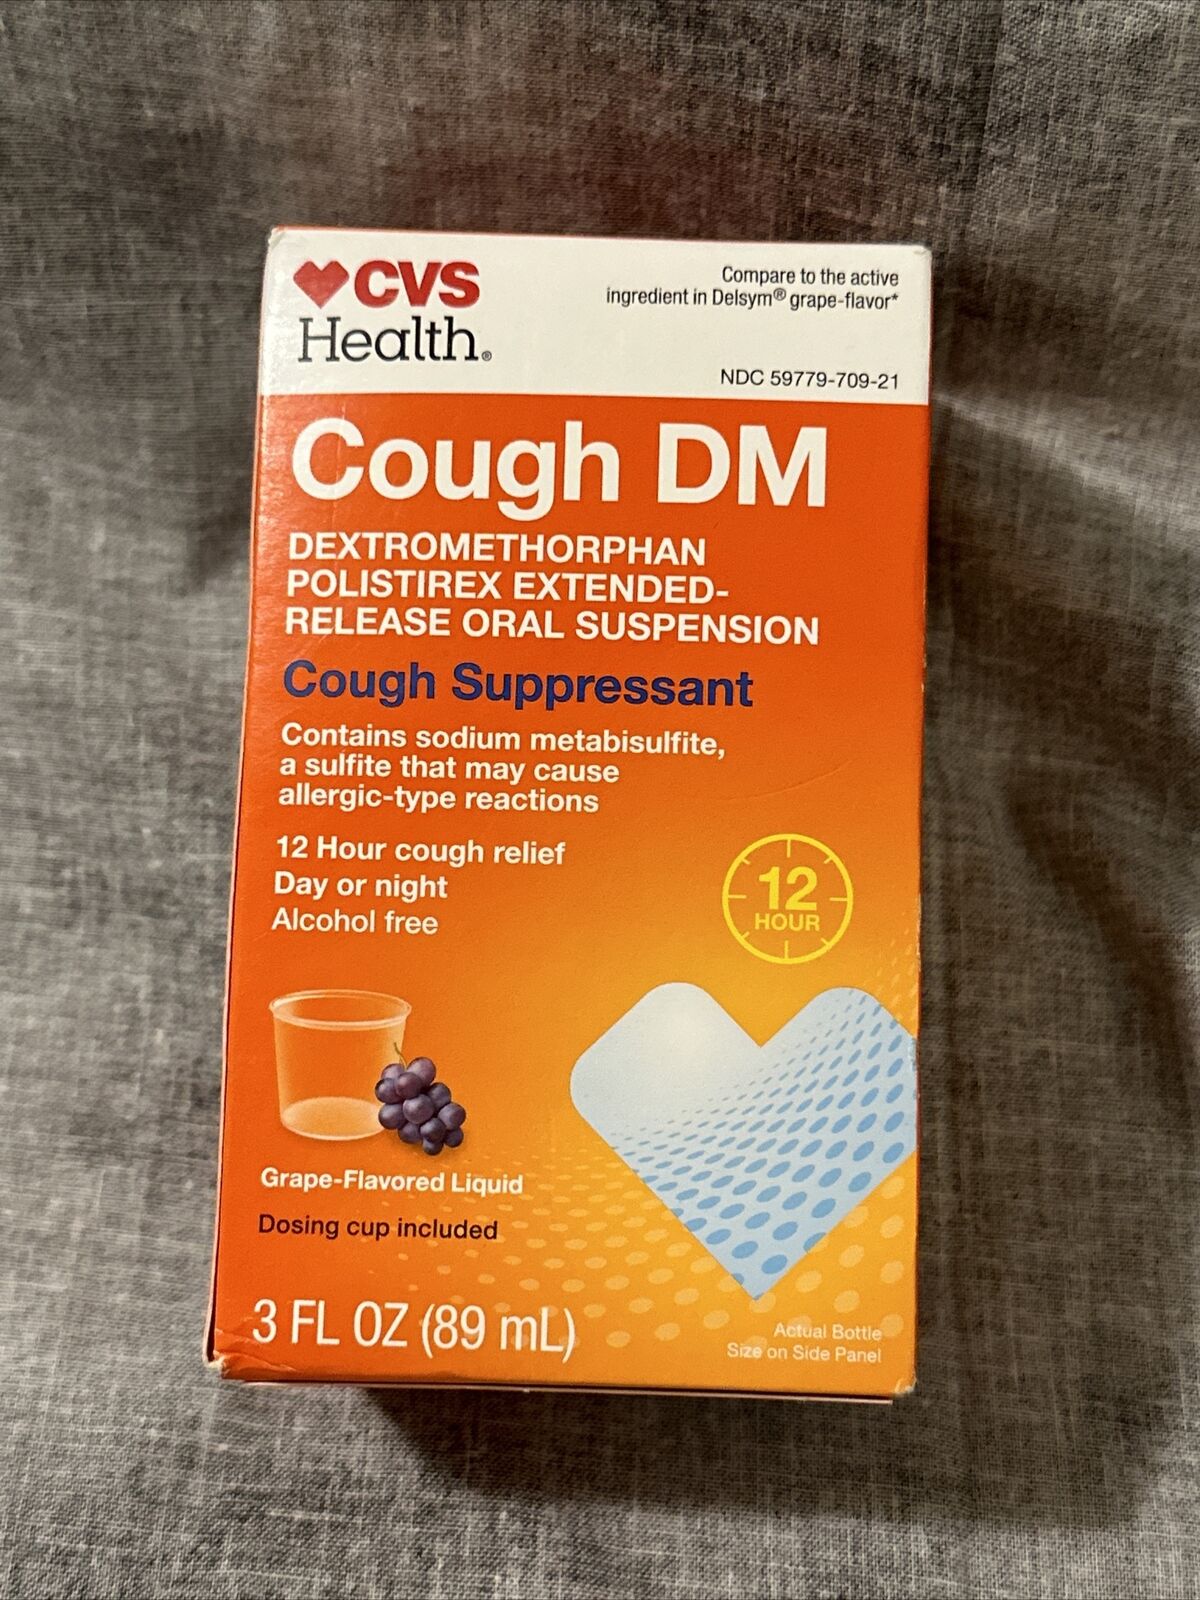 CVS
Health®
Compare to the active
ingredient in Delsym® grape-flavor*
NDC 59779-709-21
Cough DM
DEXTROMETHORPHAN
POLISTIREX EXTENDED-
RELEASE ORAL SUSPENSION
Cough Suppressant
Contains sodium metabisulfite,
a sulfite that may cause
allergic-type reactions
12 Hour cough relief
Day or night
Alcohol free
12
HOUR
Grape-Flavored Liquid
Dosing cup included
3 FL OZ (89 mL)
Actual Bottle
Size on Side Panel